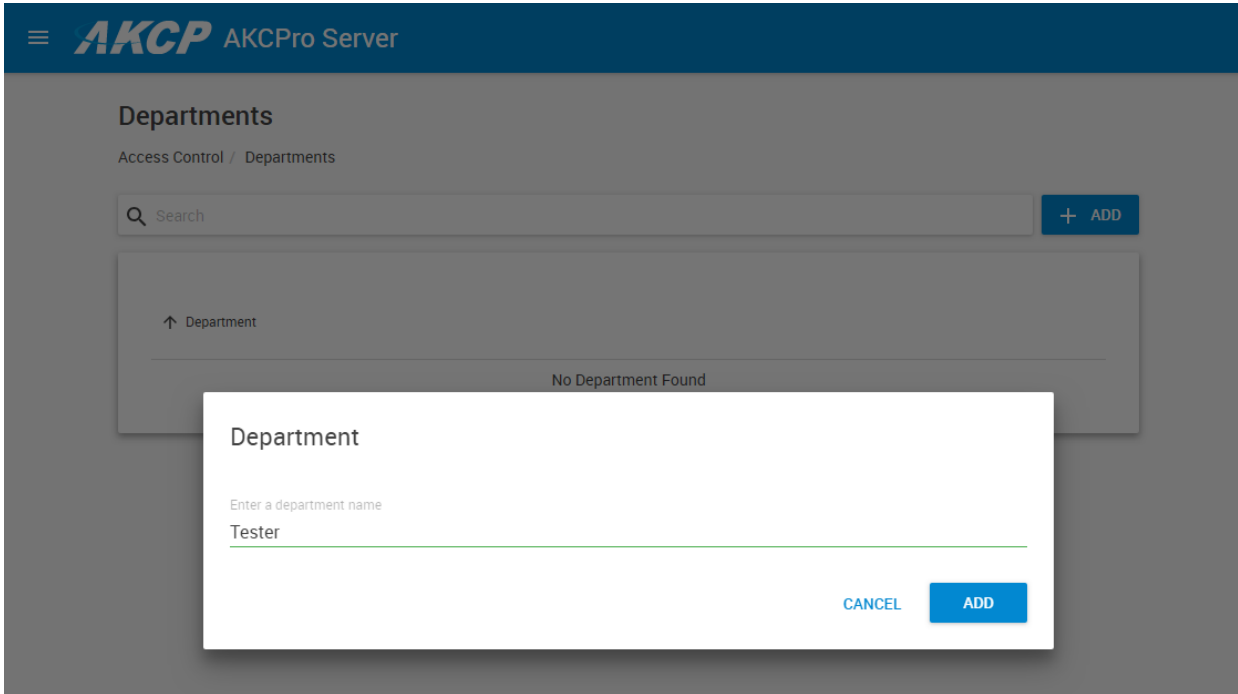 AKCP AKCPro Server
Departments
Access Control / Departments
Search
+ ADD
↑ Department
No Department Found
Department
Enter a department name
Tester
CANCEL ADD